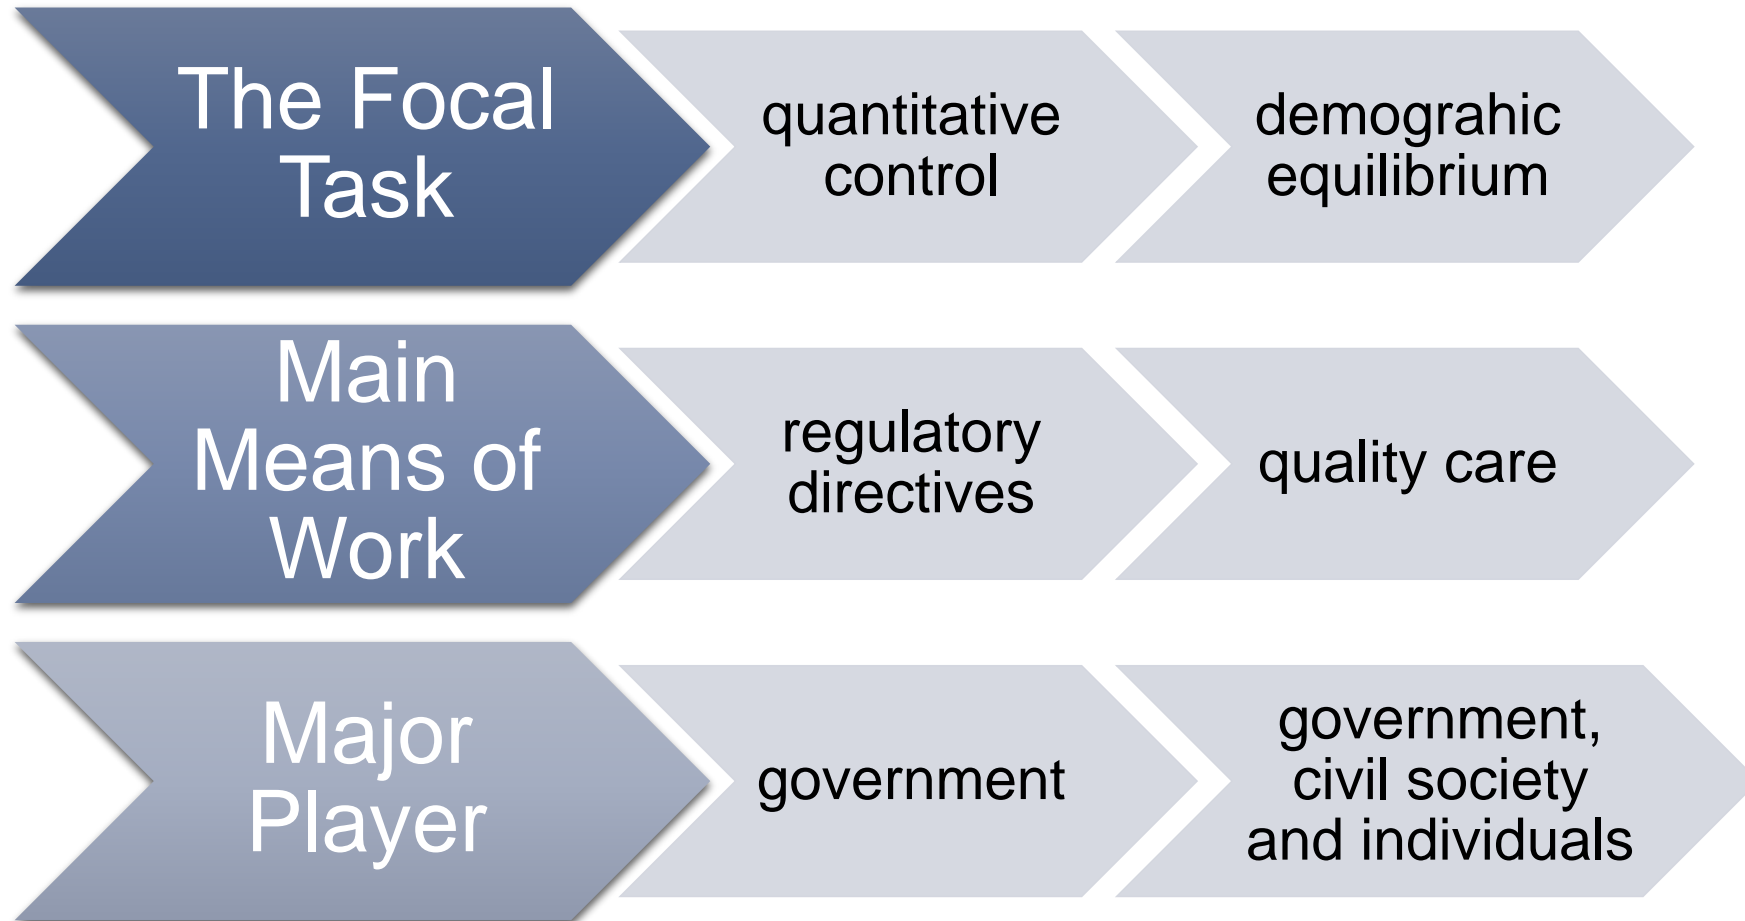 The Focal
Task
quantitative
control
demograhic
equilibrium
Main
Means of
Work
regulatory
directives
quality care
Major
Player
government
government,
civil society
and individuals